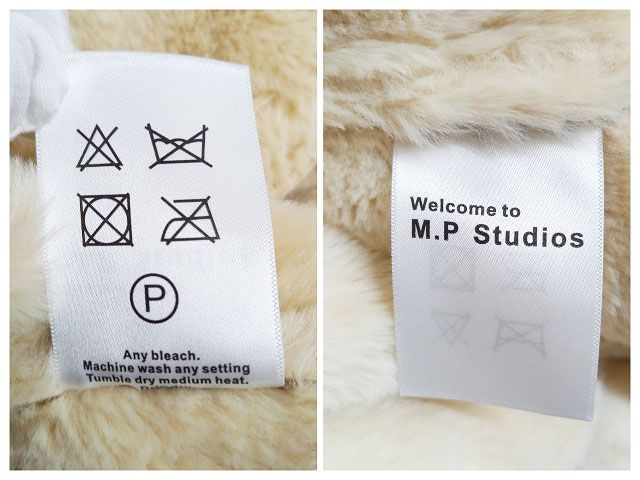 P
Any bleach.
Machine wash any setting
Tumble dry medium heat.
Welcome to
M.P Studios